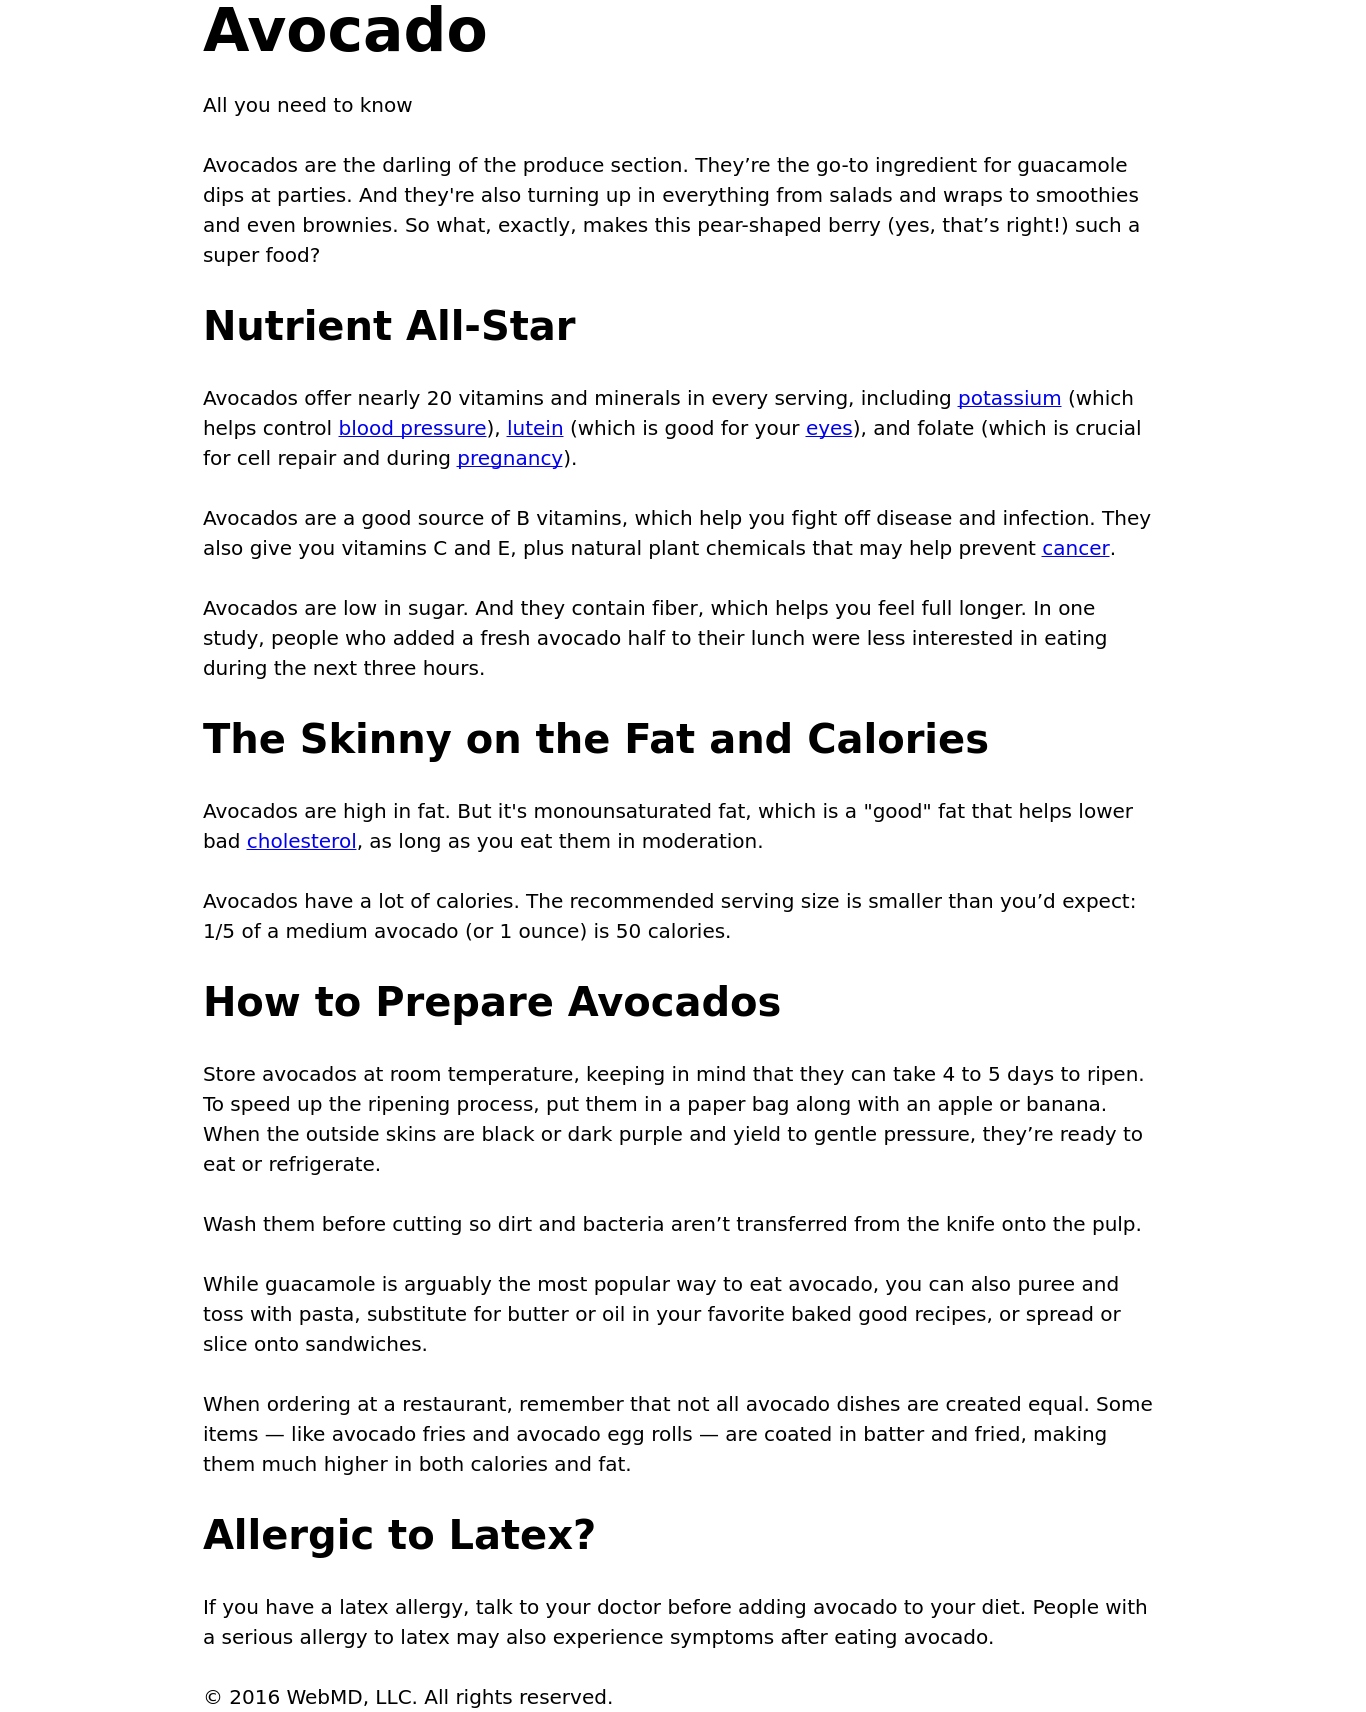 Avocado
All you need to know
Avocados are the darling of the produce section. They’re the go-to ingredient for guacamole
dips at parties. And they're also turning up in everything from salads and wraps to smoothies
and even brownies. So what, exactly, makes this pear-shaped berry (yes, that’s right!) such a
super food?
Nutrient All-Star
Avocados offer nearly 20 vitamins and minerals in every serving, including potassium (which
helps control blood pressure), lutein (which is good for your eyes), and folate (which is crucial
for cell repair and during pregnancy).
Avocados are a good source of B vitamins, which help you fight off disease and infection. They
also give you vitamins C and E, plus natural plant chemicals that may help prevent cancer.
Avocados are low in sugar. And they contain fiber, which helps you feel full longer. In one
study, people who added a fresh avocado half to their lunch were less interested in eating
during the next three hours.
The Skinny on the Fat and Calories
Avocados are high in fat. But it's monounsaturated fat, which is a "good" fat that helps lower
bad cholesterol, as long as you eat them in moderation.
Avocados have a lot of calories. The recommended serving size is smaller than you’d expect:
1/5 of a medium avocado (or 1 ounce) is 50 calories.
How to Prepare Avocados
Store avocados at room temperature, keeping in mind that they can take 4 to 5 days to ripen.
To speed up the ripening process, put them in a paper bag along with an apple or banana.
When the outside skins are black or dark purple and yield to gentle pressure, they’re ready to
eat or refrigerate.
Wash them before cutting so dirt and bacteria aren’t transferred from the knife onto the pulp.
While guacamole is arguably the most popular way to eat avocado, you can also puree and
toss with pasta, substitute for butter or oil in your favorite baked good recipes, or spread or
slice onto sandwiches.
When ordering at a restaurant, remember that not all avocado dishes are created equal. Some
items — like avocado fries and avocado egg rolls — are coated in batter and fried, making
them much higher in both calories and fat.
Allergic to Latex?
If you have a latex allergy, talk to your doctor before adding avocado to your diet. People with
a serious allergy to latex may also experience symptoms after eating avocado.
© 2016 WebMD, LLC. All rights reserved.